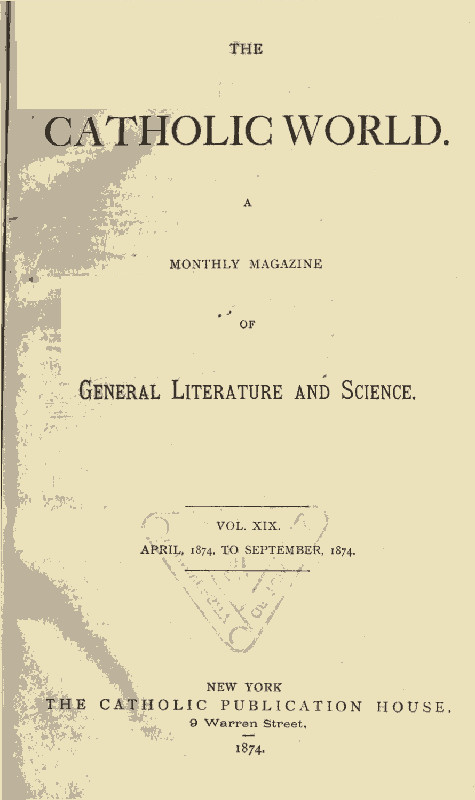 THE
CATHOLIC WORLD.
A
MONTHLY MAGAZINE
OF
GENERAL LITERATURE AND SCIENCE.
VOL. XIX.
APRIL, 1874, TO SEPTEMBER, 1874.
NEW YORK
THE CATHOLIC PUBLICATION HOUSE,
9 Warren Street,
1874.